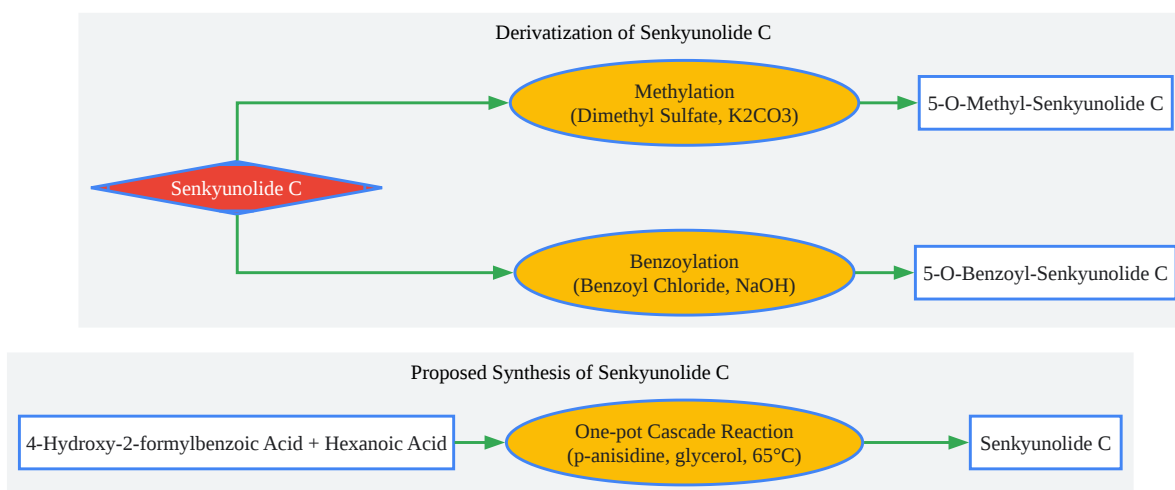 Derivatization of Senkyunolide C
Methylation
(Dimethyl Sulfate, K2CO3)
5-O-Methyl-Senkyunolide C
Senkyunolide C
Benzoylation
(Benzoyl Chloride, NaOH)
5-O-Benzoyl-Senkyunolide C
Proposed Synthesis of Senkyunolide C
4-Hydroxy-2-formylbenzoic Acid + Hexanoic Acid
One-pot Cascade Reaction
(p-anisidine, glycerol, 65°C)
Senkyunolide C